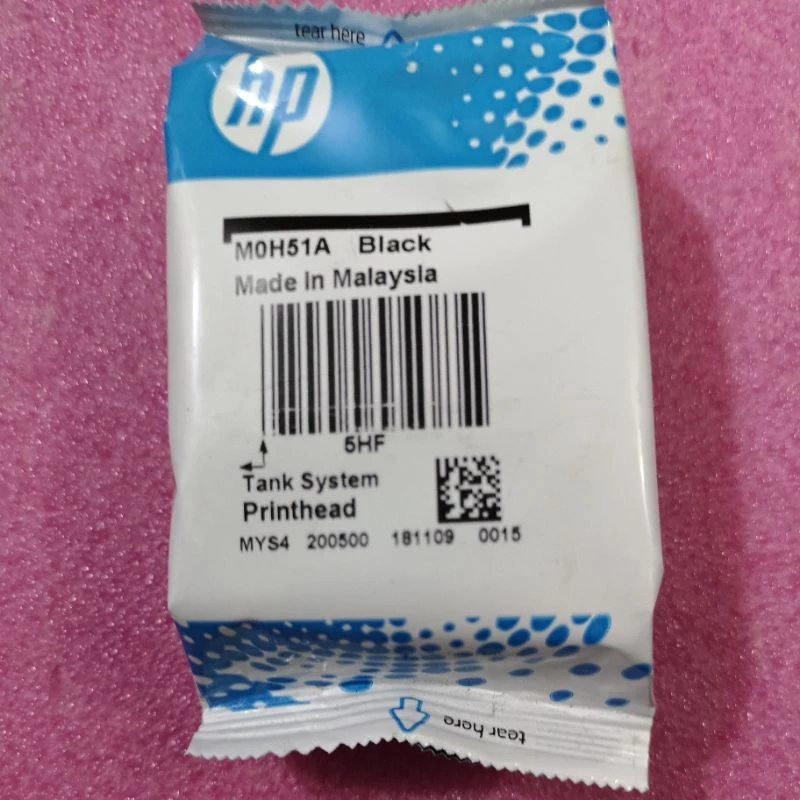 tear here
hp
M0H51A Black
Made In Malaysia
5HF
Tank System
Printhead
MYS4 200500 181109 0015
tear here